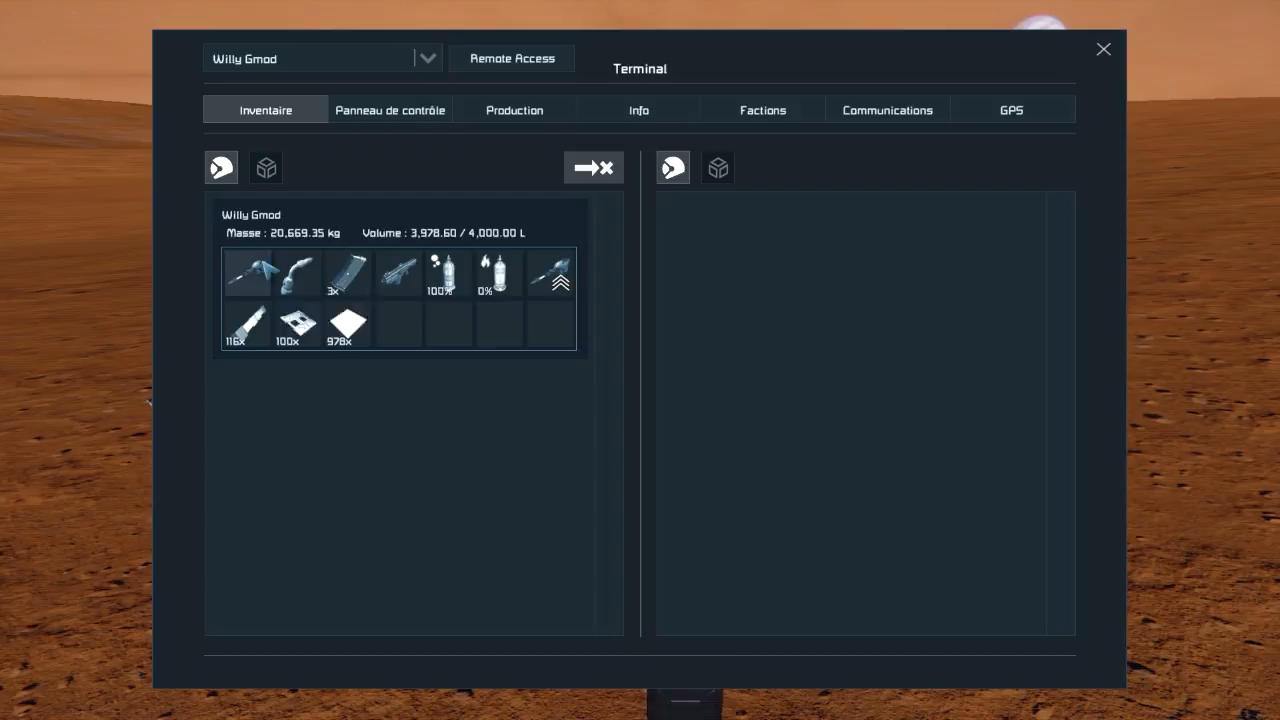 Willy Gmod
Remote Access
Terminal
Inventaire
Panneau de contrôle
Production
Info
Factions
Communications
GPS
Willy Gmod
Masse : 20,669.35 kg
Volume : 3,978.60 / 4,000.00 L
3x
100%
0%
116x
100x
978x